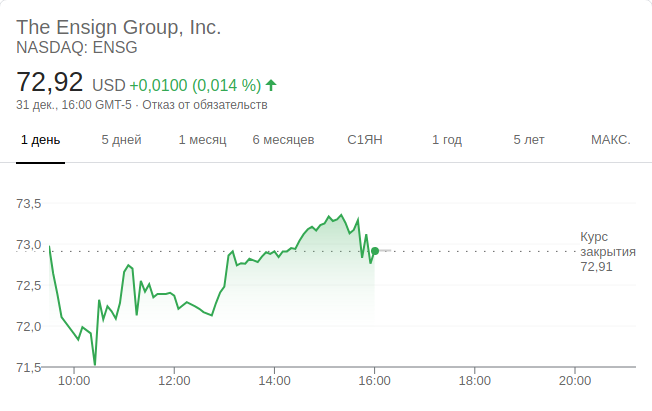 The Ensign Group, Inc.
NASDAQ: ENSG
72,92 USD +0,0100 (0,014 %)
31 дек., 16:00 GMT-5 · Отказ от обязательств
1 день 5 дней 1 месяц 6 месяцев С1ЯН 1 год 5 лет МАКС.
73,5
73,0
72,5
72,0
71,5
Курс
закрытия
72,91
10:00 12:00 14:00 16:00 18:00 20:00